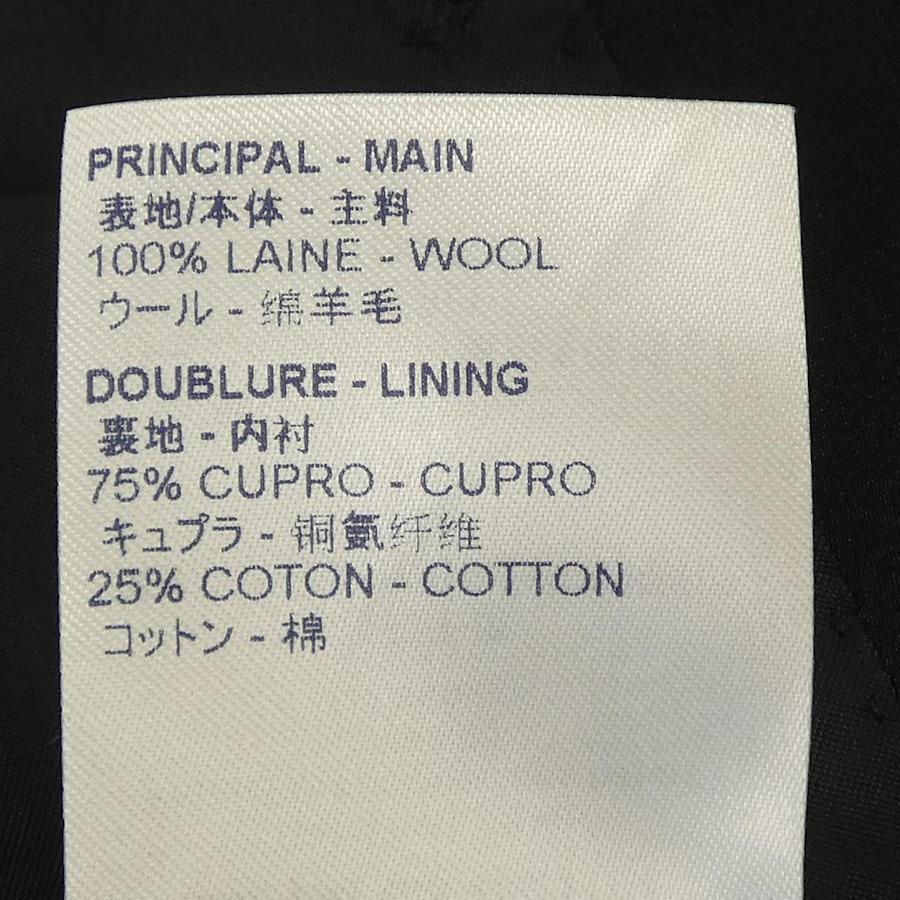 PRINCIPAL - MAIN
表地/本体 - 主料
100% LAINE - WOOL
ウール - 绵羊毛
DOUBLURE - LINING
裏地 - 内衬
75% CUPRO - CUPRO
キュプラ - 铜氨纤维
25% COTON - COTTON
コットン - 棉